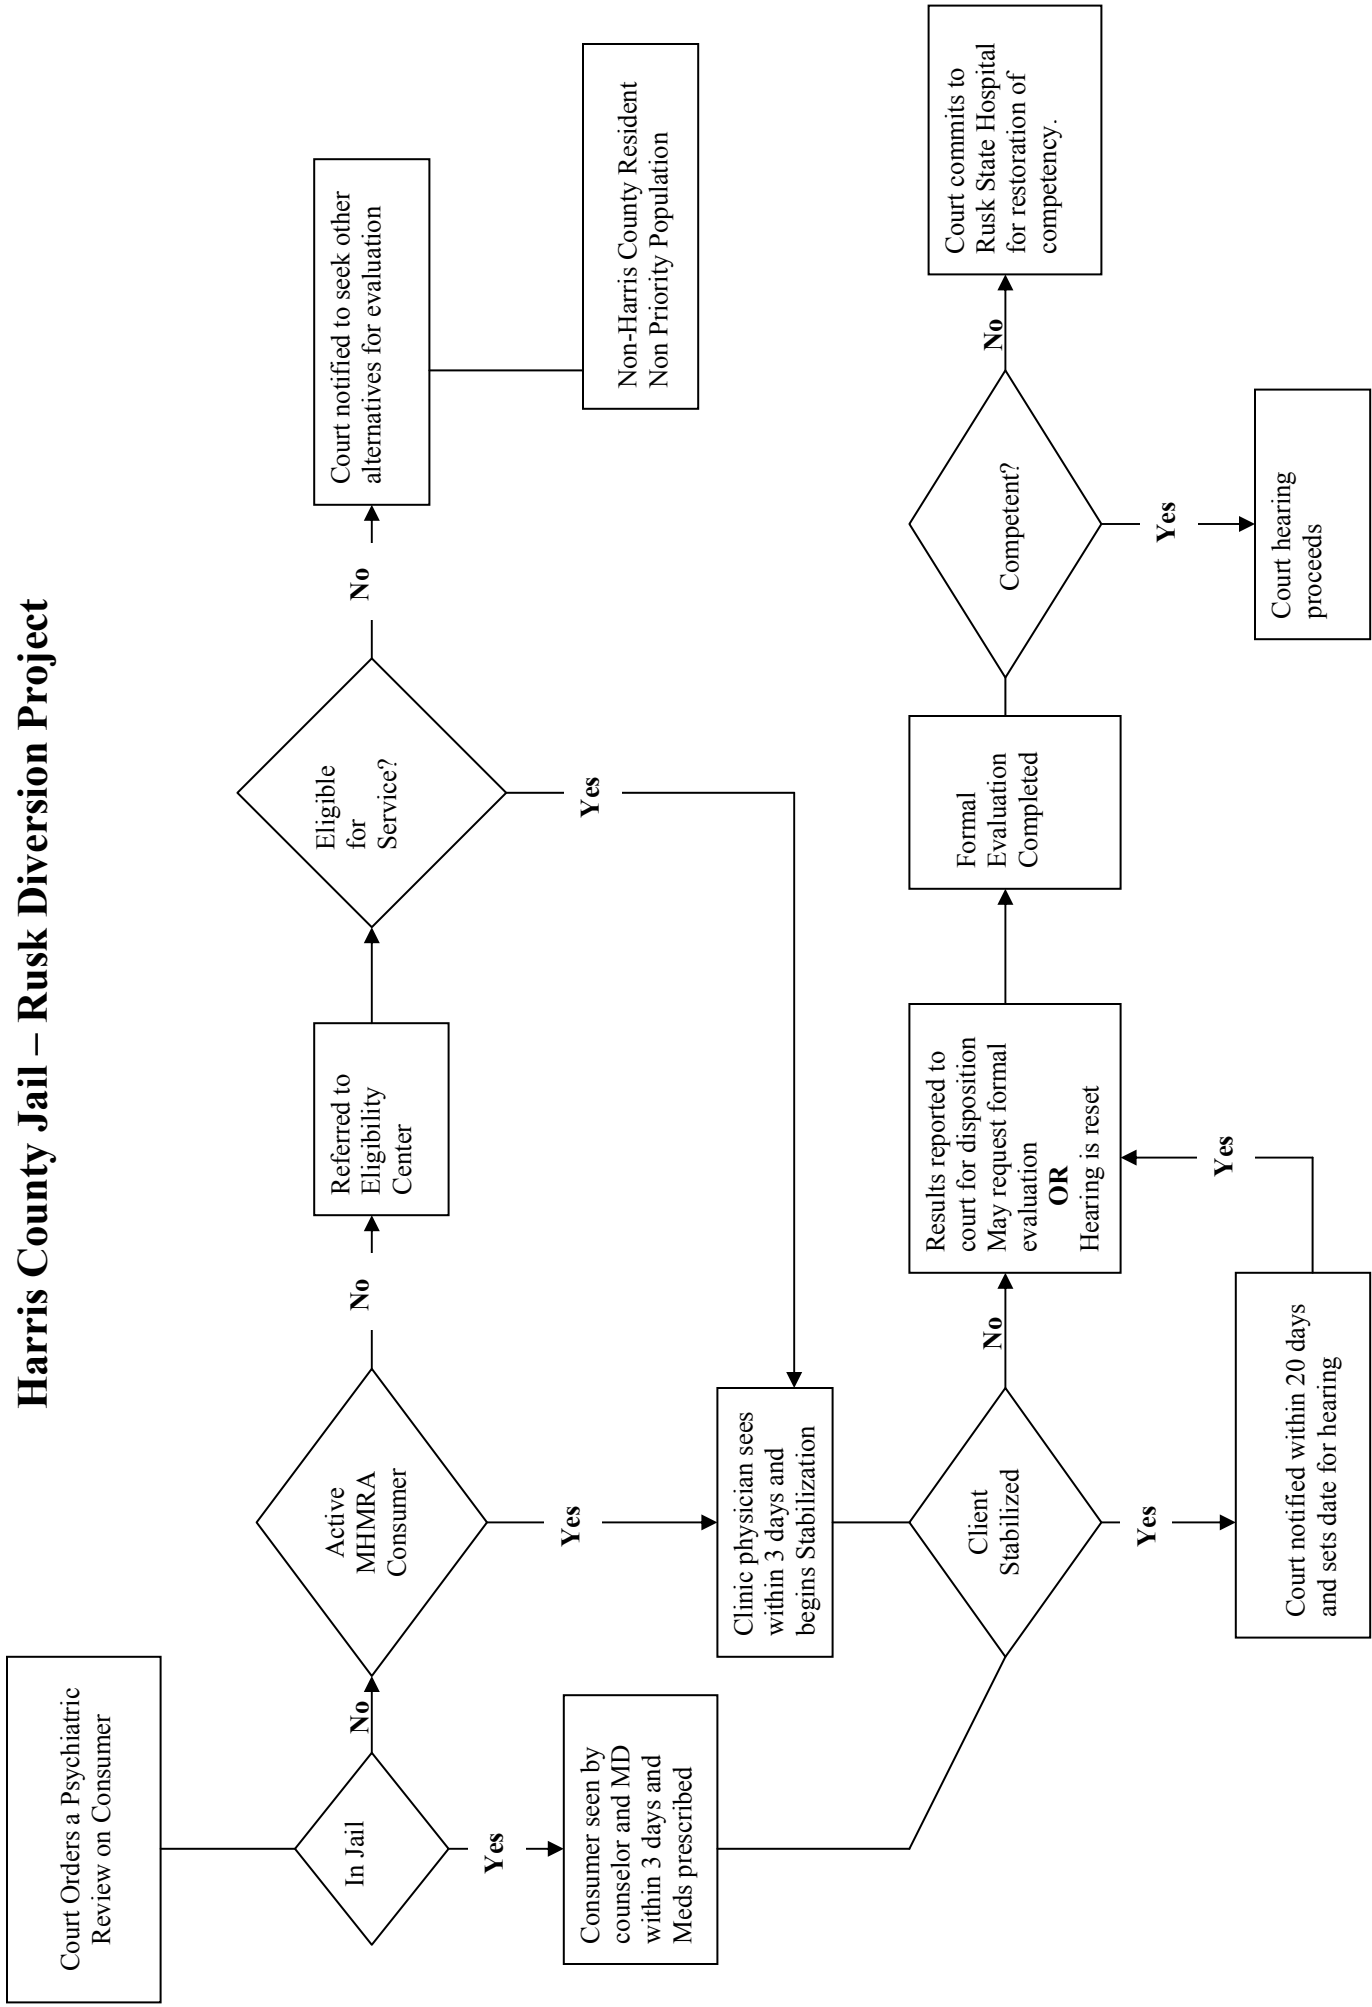 Harris County Jail – Rusk Diversion Project
Court Orders a Psychiatric
Review on Consumer
In Jail
No
Active
MHMRA
Consumer
No
Referred to
Eligibility
Center
Eligible
for
Service?
No
Court notified to seek other
alternatives for evaluation
Non-Harris County Resident
Non Priority Population
Yes
Yes
Yes
Consumer seen by
counselor and MD
within 3 days and
Meds prescribed
Clinic physician sees
within 3 days and
begins Stabilization
Client
Stabilized
No
Results reported to
court for disposition
May request formal
evaluation
OR
Hearing is reset
Formal
Evaluation
Completed
Competent?
No
Court commits to
Rusk State Hospital
for restoration of
competency.
Yes
Yes
Yes
Court notified within 20 days
and sets date for hearing
Court hearing
proceeds